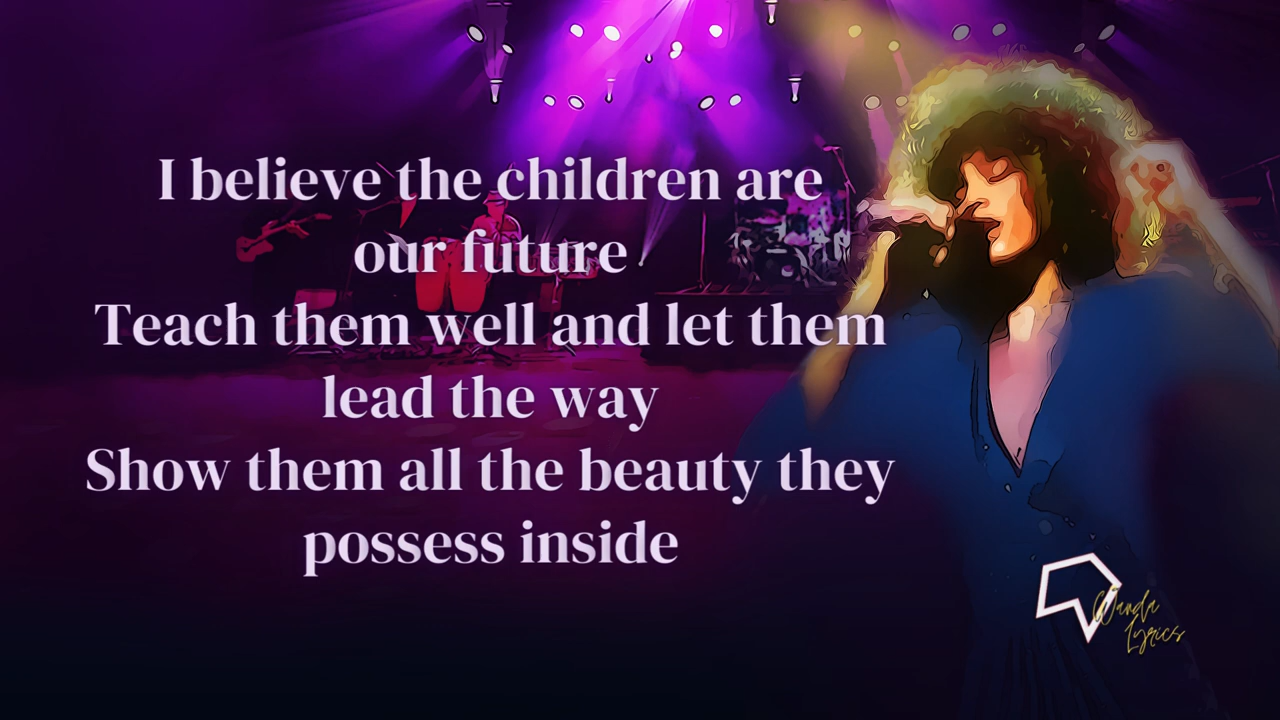 I believe the children are
our future
Teach them well and let them
lead the way
Show them all the beauty they
possess inside
Wanda
Lyrics